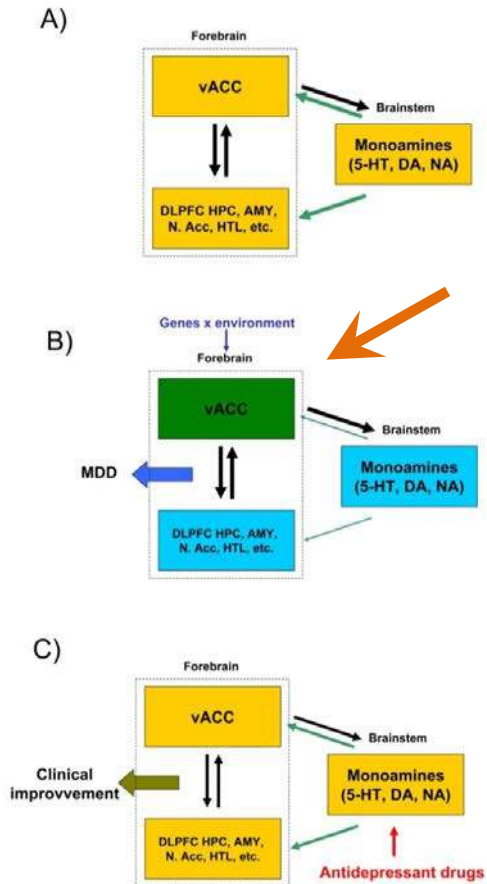 A)
Forebrain
vACC
Brainstem
Monoamines
(5-HT, DA, NA)
DLPFC HPC, AMY,
N. Acc, HTL, etc.
B)
Genes x environment
Forebrain
vACC
Brainstem
MDD
Monoamines
(5-HT, DA, NA)
DLPFC HPC, AMY,
N. Acc, HTL, etc.
C)
Forebrain
vACC
Brainstem
Clinical
improvvement
Monoamines
(5-HT, DA, NA)
DLPFC HPC, AMY,
N. Acc, HTL, etc.
Antidepressant drugs